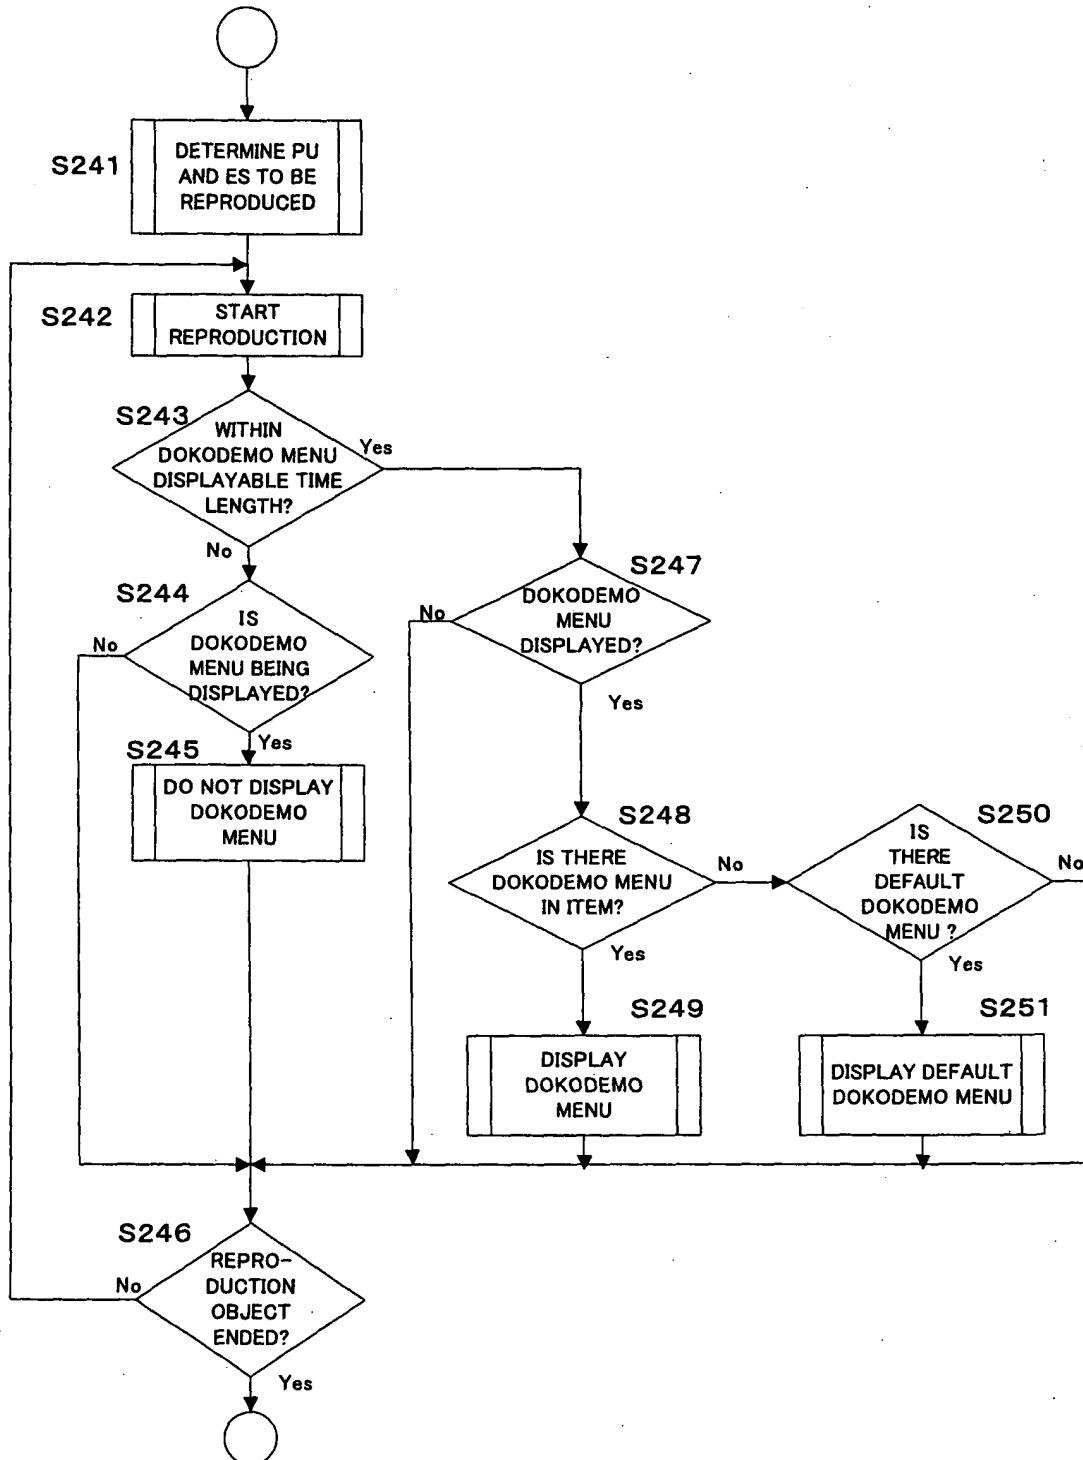 S241
DETERMINE PU
AND ES TO BE
REPRODUCED
S242
START
REPRODUCTION
S243
WITHIN
DOKODEMO MENU
DISPLAYABLE TIME
LENGTH?
Yes
No
S244
IS
DOKODEMO
MENU BEING
DISPLAYED?
No
Yes
S245
DO NOT DISPLAY
DOKODEMO
MENU
S247
DOKODEMO
MENU
DISPLAYED?
No
Yes
S248
IS THERE
DOKODEMO MENU
IN ITEM?
No
Yes
S249
DISPLAY
DOKODEMO
MENU
S250
IS
THERE
DEFAULT
DOKODEMO
MENU ?
No
Yes
S251
DISPLAY DEFAULT
DOKODEMO MENU
S246
REPRO-
DUCTION
OBJECT
ENDED?
No
Yes